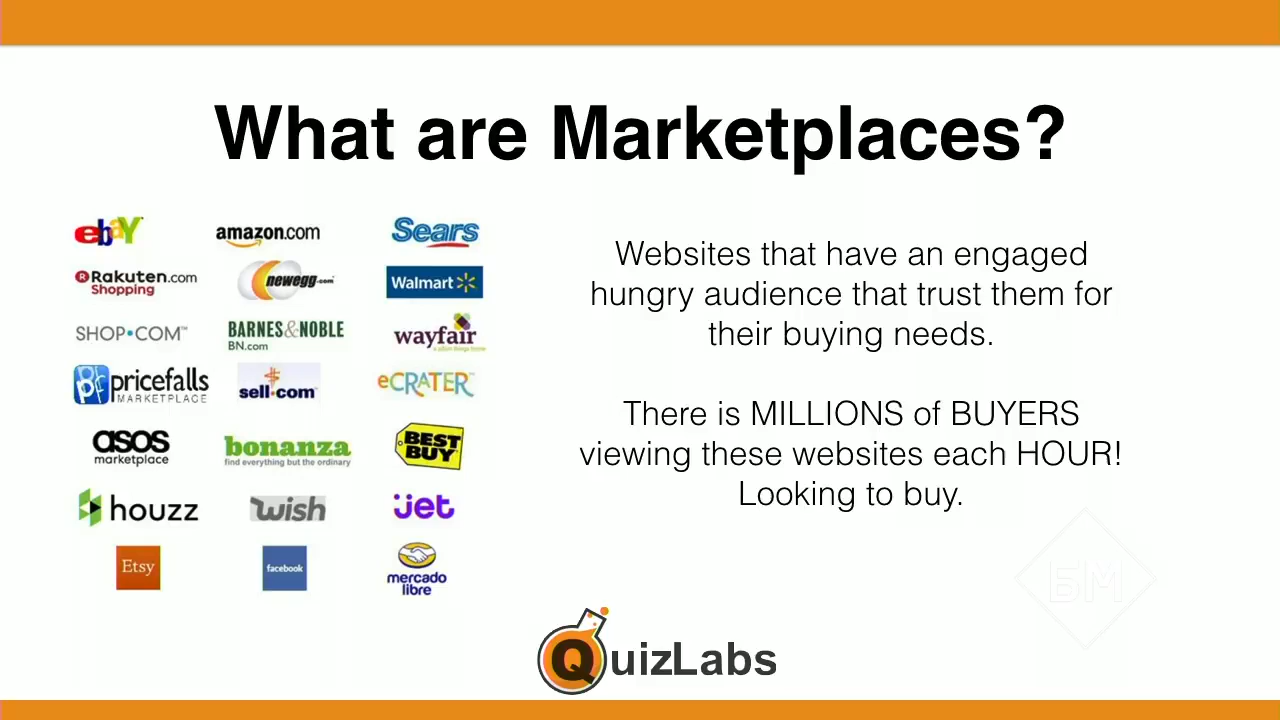 What are Marketplaces?
ebaY amazon.com Sears
Rakuten.com
Shopping
newegg.com
Walmart
SHOP•COM™
BARNES&NOBLE
BN.com
wayfair
pricefalls
MARKETPLACE
sell.com
eCRATER™
asos
marketplace
bonanza
find everything but the ordinary
BEST
BUY
houzz wish Jet
Etsy facebook
mercado
libre
Websites that have an engaged
hungry audience that trust them for
their buying needs.
There is MILLIONS of BUYERS
viewing these websites each HOUR!
Looking to buy.
БМ
QuizLabs